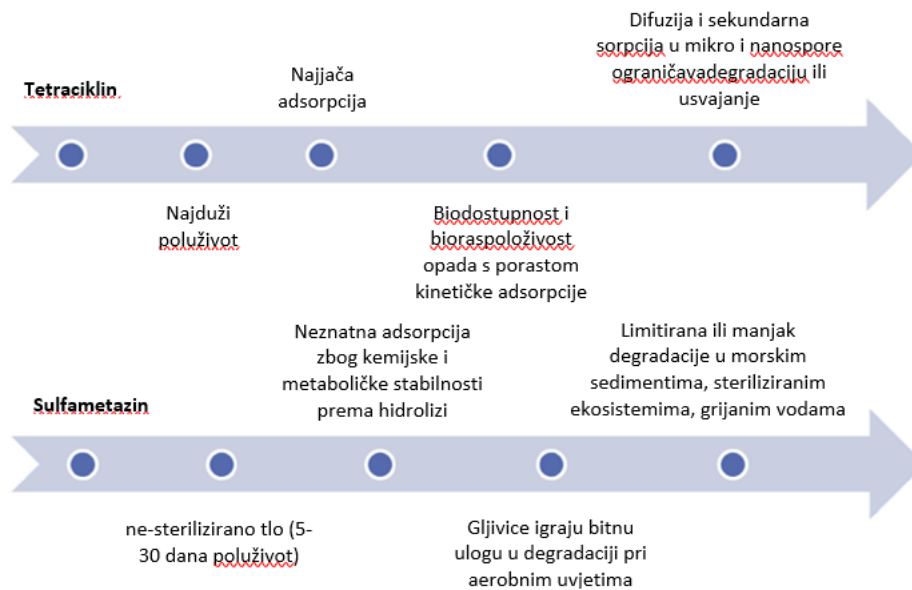 Tetraciklin
Najjača
adsorpcija
Difuzija i sekundarna
sorpcija u mikro i nanospore
ograničavadegradaciju ili
usvajanje
Najduži
poluživot
Biodostupnost i
bioraspoloživost
opada s porastom
kinetičke adsorpcije
Sulfametazin
Neznatna adsorpcija
zbog kemijske i
metaboličke stabilnosti
prema hidrolizi
Limitirana ili manjak
degradacije u morskim
sedimentima, steriliziranim
ekosistemima, grijanim vodama
ne-sterilizirano tlo (5-
30 dana poluživot)
Gljivice igraju bitnu
ulogu u degradaciji pri
aerobnim uvjetima